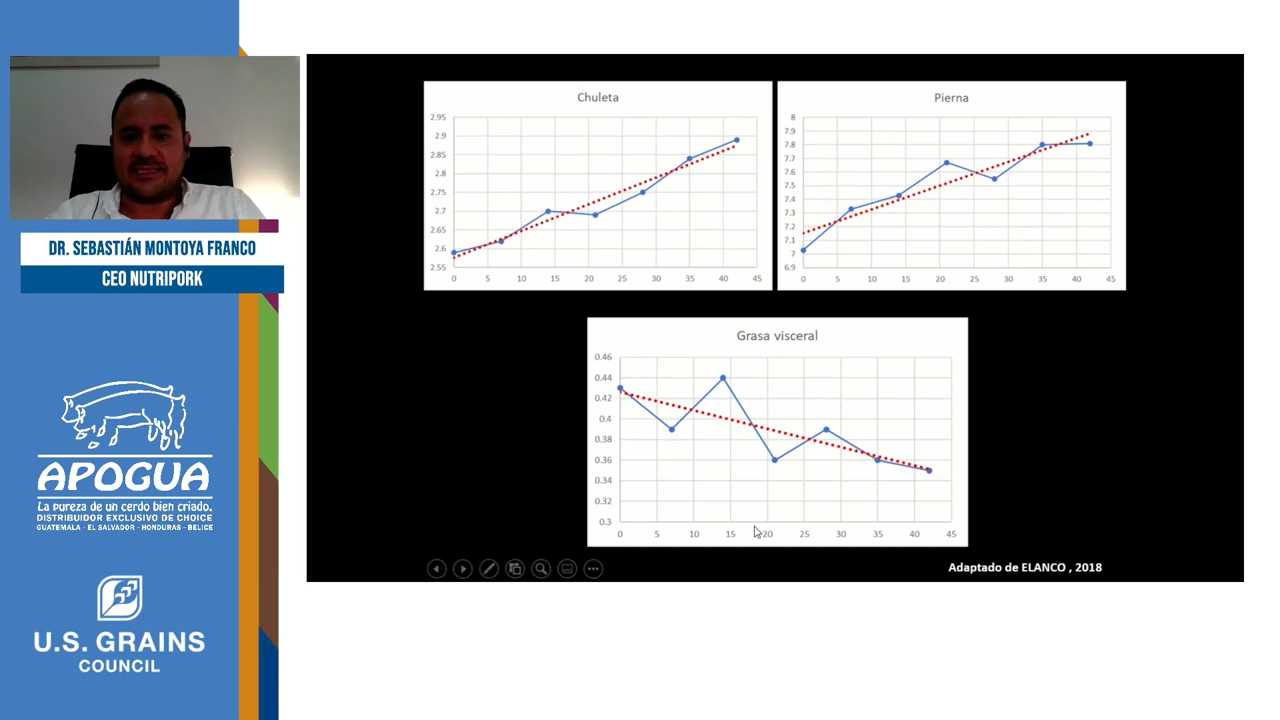 DR. SEBASTIÁN MONTOYA FRANCO
CEO NUTRIPORK
APOGUA
La pureza de un cerdo bien criado.
DISTRIBUIDOR EXCLUSIVO DE CHOICE
GUATEMALA - EL SALVADOR - HONDURAS - BELICE
U.S. GRAINS
COUNCIL
Chuleta
2.95
2.9
2.85
2.8
2.75
2.7
2.65
2.6
2.55
0 5 10 15 20 25 30 35 40 45
Pierna
8
7.9
7.8
7.7
7.6
7.5
7.4
7.3
7.2
7.1
7
6.9
0 5 10 15 20 25 30 35 40 45
Grasa visceral
0.46
0.44
0.42
0.4
0.38
0.36
0.34
0.32
0.3
0 5 10 15 20 25 30 35 40 45
Adaptado de ELANCO , 2018